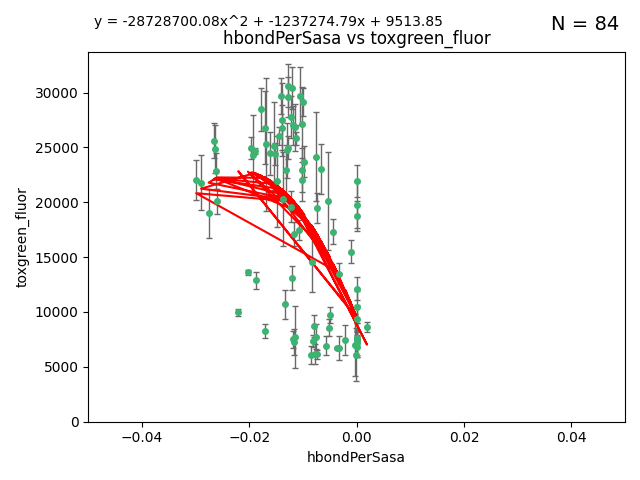 y = -28728700.08x^2 + -1237274.79x + 9513.85
N = 84
hbondPerSasa vs toxgreen_fluor
toxgreen_fluor
30000
25000
20000
15000
10000
5000
0
−0.04 −0.02 0.00 0.02 0.04
hbondPerSasa